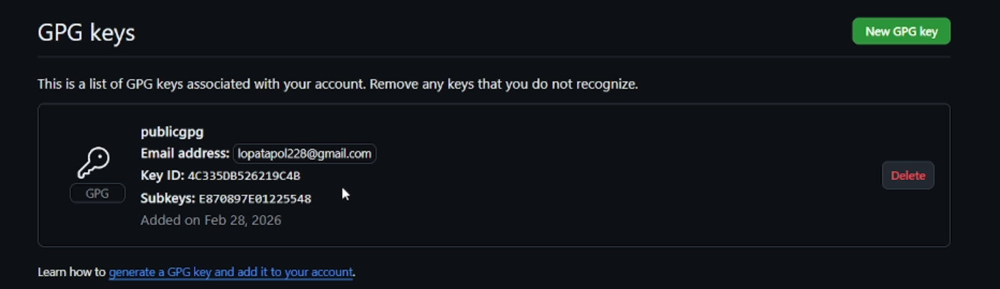 GPG keys
New GPG key
This is a list of GPG keys associated with your account. Remove any keys that you do not recognize.
publicgpg
Email address: lopatapol228@gmail.com
Key ID: 4C335DB526219C4B
GPG
Subkeys: E870897E01225548
Added on Feb 28, 2026
Delete
Learn how to generate a GPG key and add it to your account.